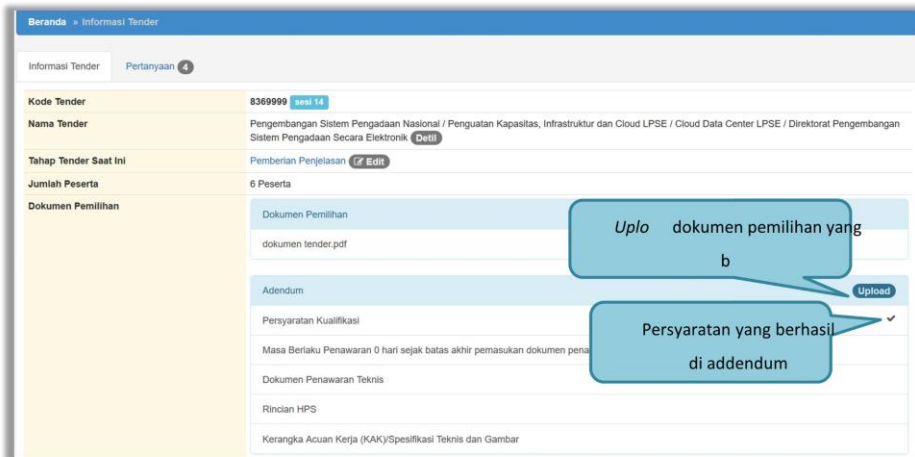 Beranda » Informasi Tender
Informasi Tender Pertanyaan 4
Kode Tender 8369999 sesi 14
Nama Tender Pengembangan Sistem Pengadaan Nasional / Penguatan Kapasitas, Infrastruktur dan Cloud LPSE / Cloud Data Center LPSE / Direktorat Pengembangan
Sistem Pengadaan Secara Elektronik Detil
Tahap Tender Saat Ini Pemberian Penjelasan Edit
Jumlah Peserta 6 Peserta
Dokumen Pemilihan Dokumen Pemilihan
dokumen tender.pdf
Uplo dokumen pemilihan yang
b
Adendum Upload
Persyaratan Kualifikasi
Persyaratan yang berhasil
di addendum
Masa Berlaku Penawaran 0 hari sejak batas akhir pemasukan dokumen pena
Dokumen Penawaran Teknis
Rincian HPS
Kerangka Acuan Kerja (KAK)/Spesifikasi Teknis dan Gambar